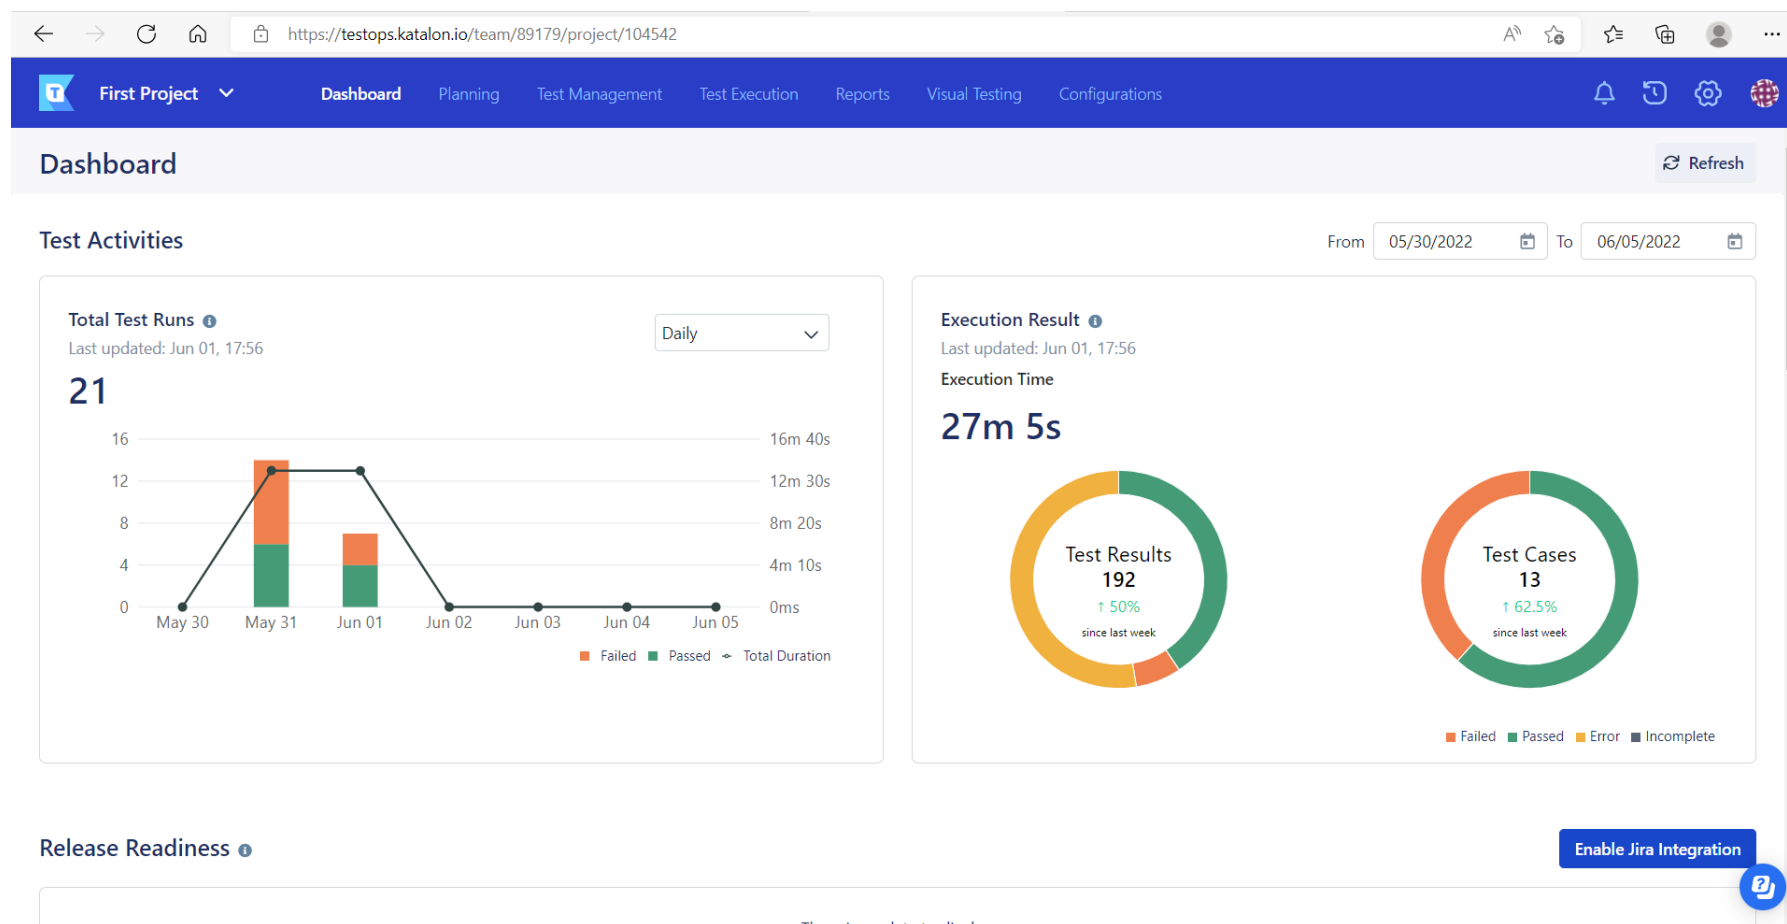 https://testops.katalon.io/team/89179/project/104542
First Project
Dashboard
Planning
Test Management
Test Execution
Reports
Visual Testing
Configurations
Dashboard
Refresh
Test Activities
From 05/30/2022 To 06/05/2022
Total Test Runs
Last updated: Jun 01, 17:56
Daily
21
16
12
8
4
0
16m 40s
12m 30s
8m 20s
4m 10s
0ms
May 30 May 31 Jun 01 Jun 02 Jun 03 Jun 04 Jun 05
Failed Passed Total Duration
Execution Result
Last updated: Jun 01, 17:56
Execution Time
27m 5s
Test Results
192
↑ 50%
since last week
Test Cases
13
↑ 62.5%
since last week
Failed Passed Error Incomplete
Release Readiness
Enable Jira Integration